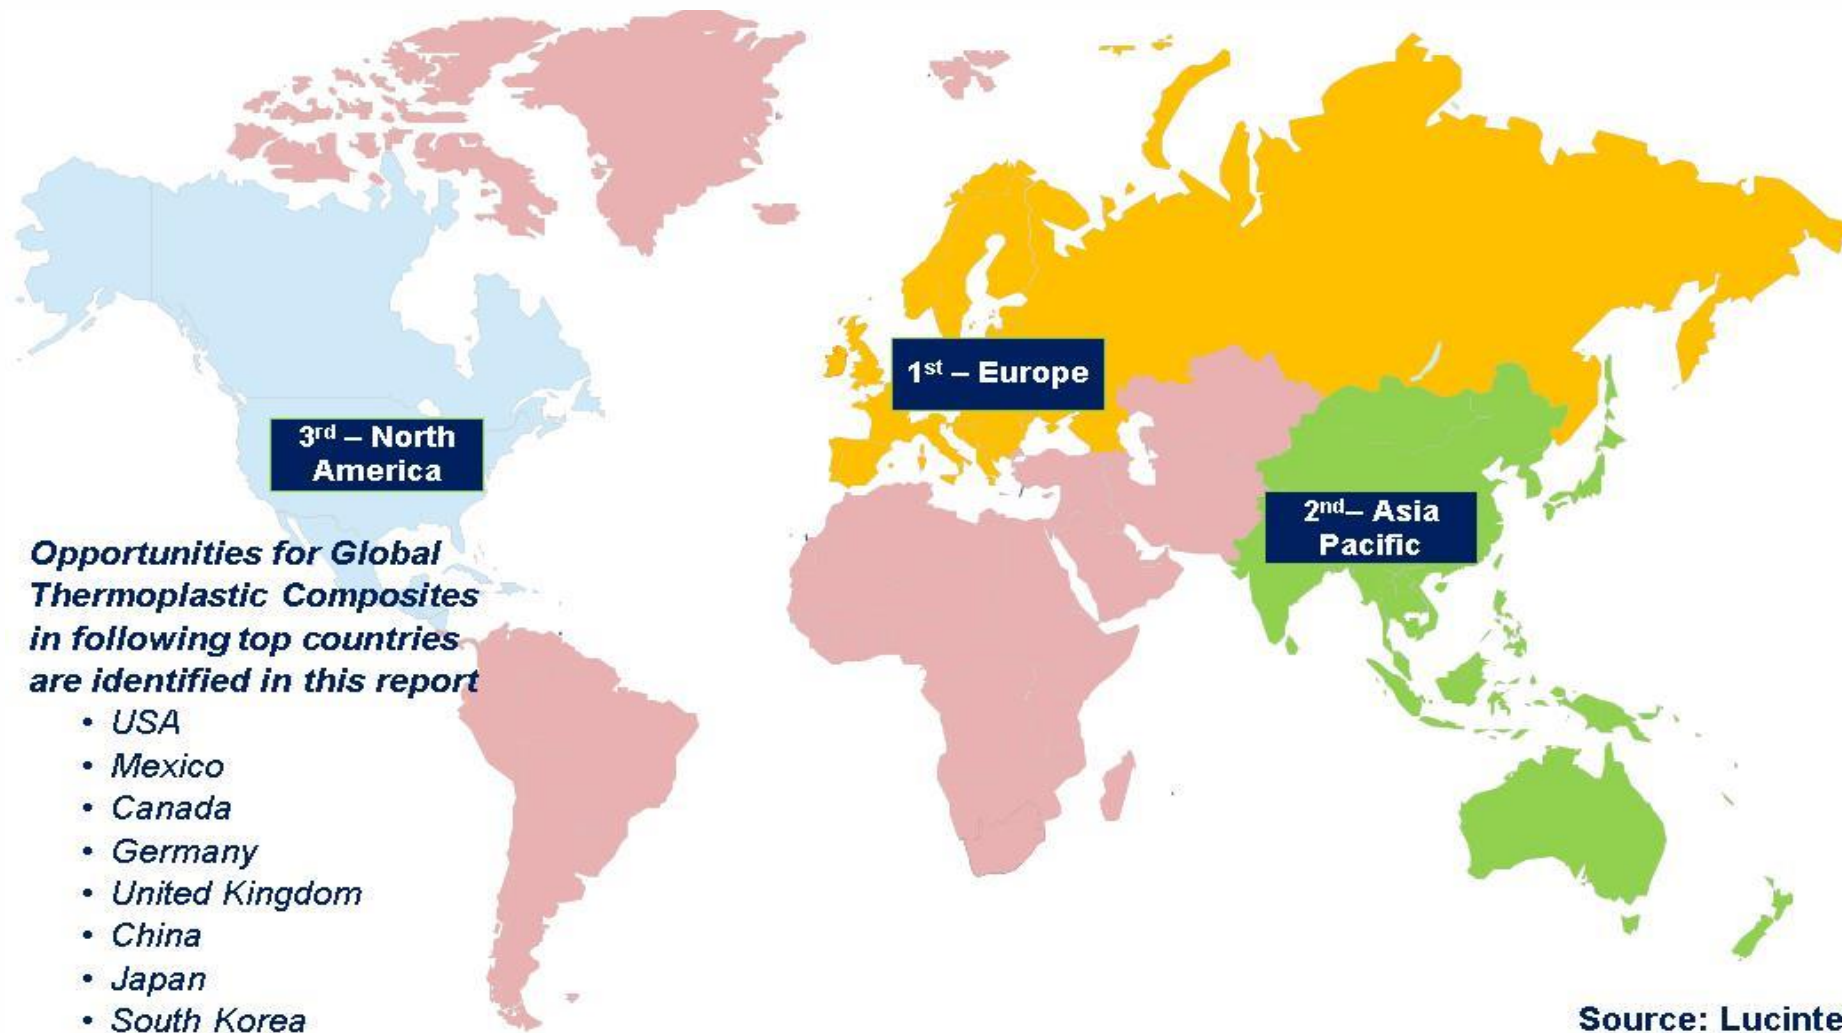 1st – Europe
3rd – North
America
2nd– Asia
Pacific
Opportunities for Global
Thermoplastic Composites
in following top countries
are identified in this report
• USA
• Mexico
• Canada
• Germany
• United Kingdom
• China
• Japan
• South Korea
Source: Lucinte